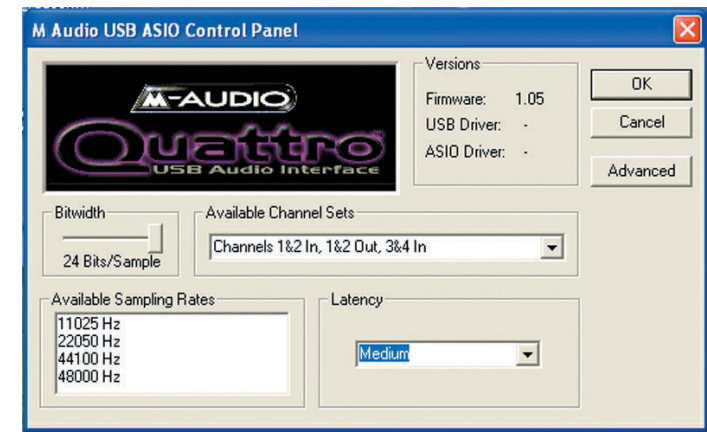 M Audio USB ASIO Control Panel
M-AUDIO
Quattro
USB Audio Interface
Versions
Firmware: 1.05
USB Driver: -
ASIO Driver: -
OK
Cancel
Advanced
Bitwidth
24 Bits/Sample
Available Channel Sets
Channels 1&2 In, 1&2 Out, 3&4 In
Available Sampling Rates
11025 Hz
22050 Hz
44100 Hz
48000 Hz
Latency
Medium